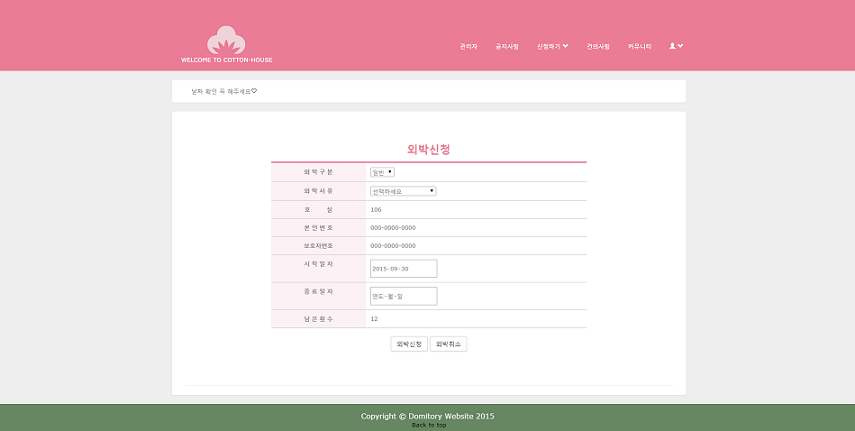 WELCOME TO COTTON-HOUSE
관리자 공지사항 신청하기 건의사항 커뮤니티
날짜 확인 꼭 해주세요♡
외박신청
외 박 구 분 일반
외 박 사 유 선택하세요
호 실 106
본 인 번 호 000-0000-0000
보호자번호 000-0000-0000
시 작 일 자 2015-09-30
종 료 일 자 연도-월-일
남 은 횟 수 12
외박신청 외박취소
Copyright © Domitory Website 2015
Back to top